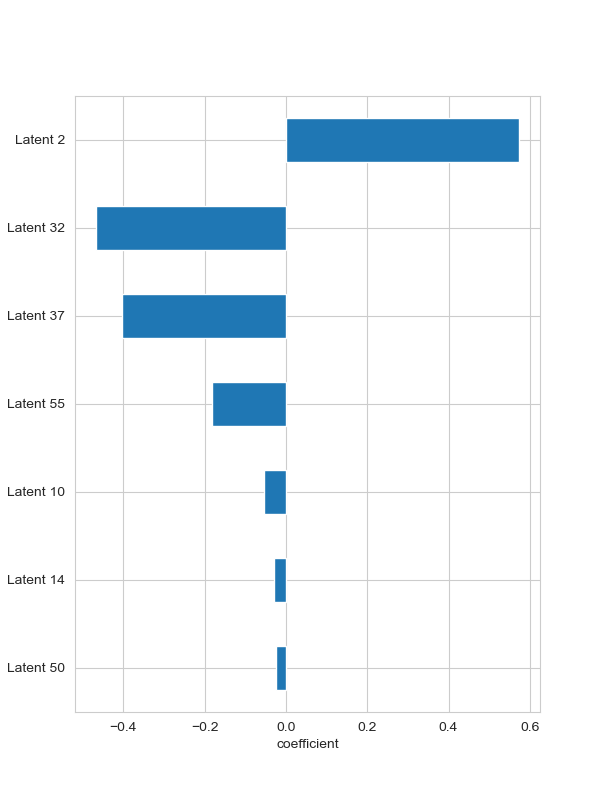 Latent 2
Latent 32
Latent 37
Latent 55
Latent 10
Latent 14
Latent 50
−0.4 −0.2 0.0 0.2 0.4 0.6
coefficient